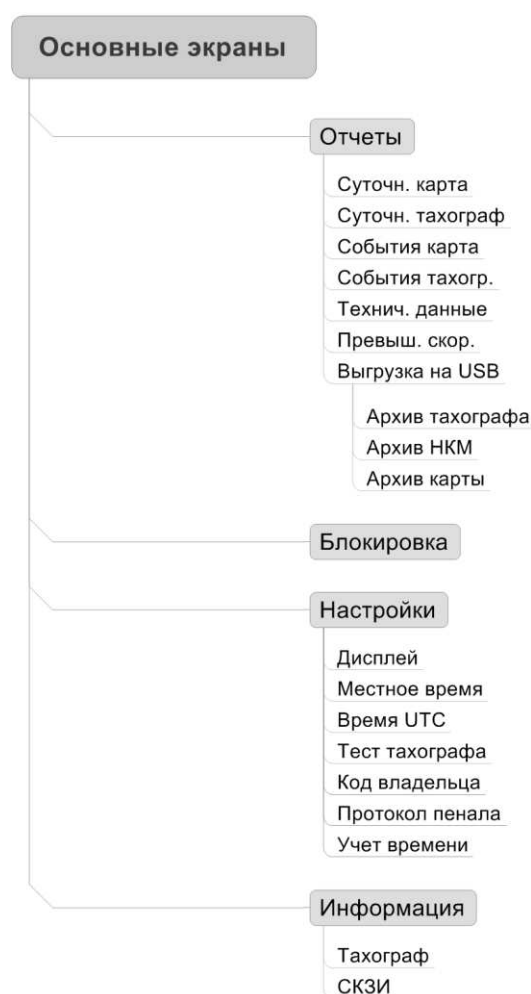 Основные экраны
Отчеты
Суточн. карта
Суточн. тахограф
События карта
События тахогр.
Технич. данные
Превыш. скор.
Выгрузка на USB
Архив тахографа
Архив НКМ
Архив карты
Блокировка
Настройки
Дисплей
Местное время
Время UTC
Тест тахографа
Код владельца
Протокол пенала
Учет времени
Информация
Тахограф
СКЗИ